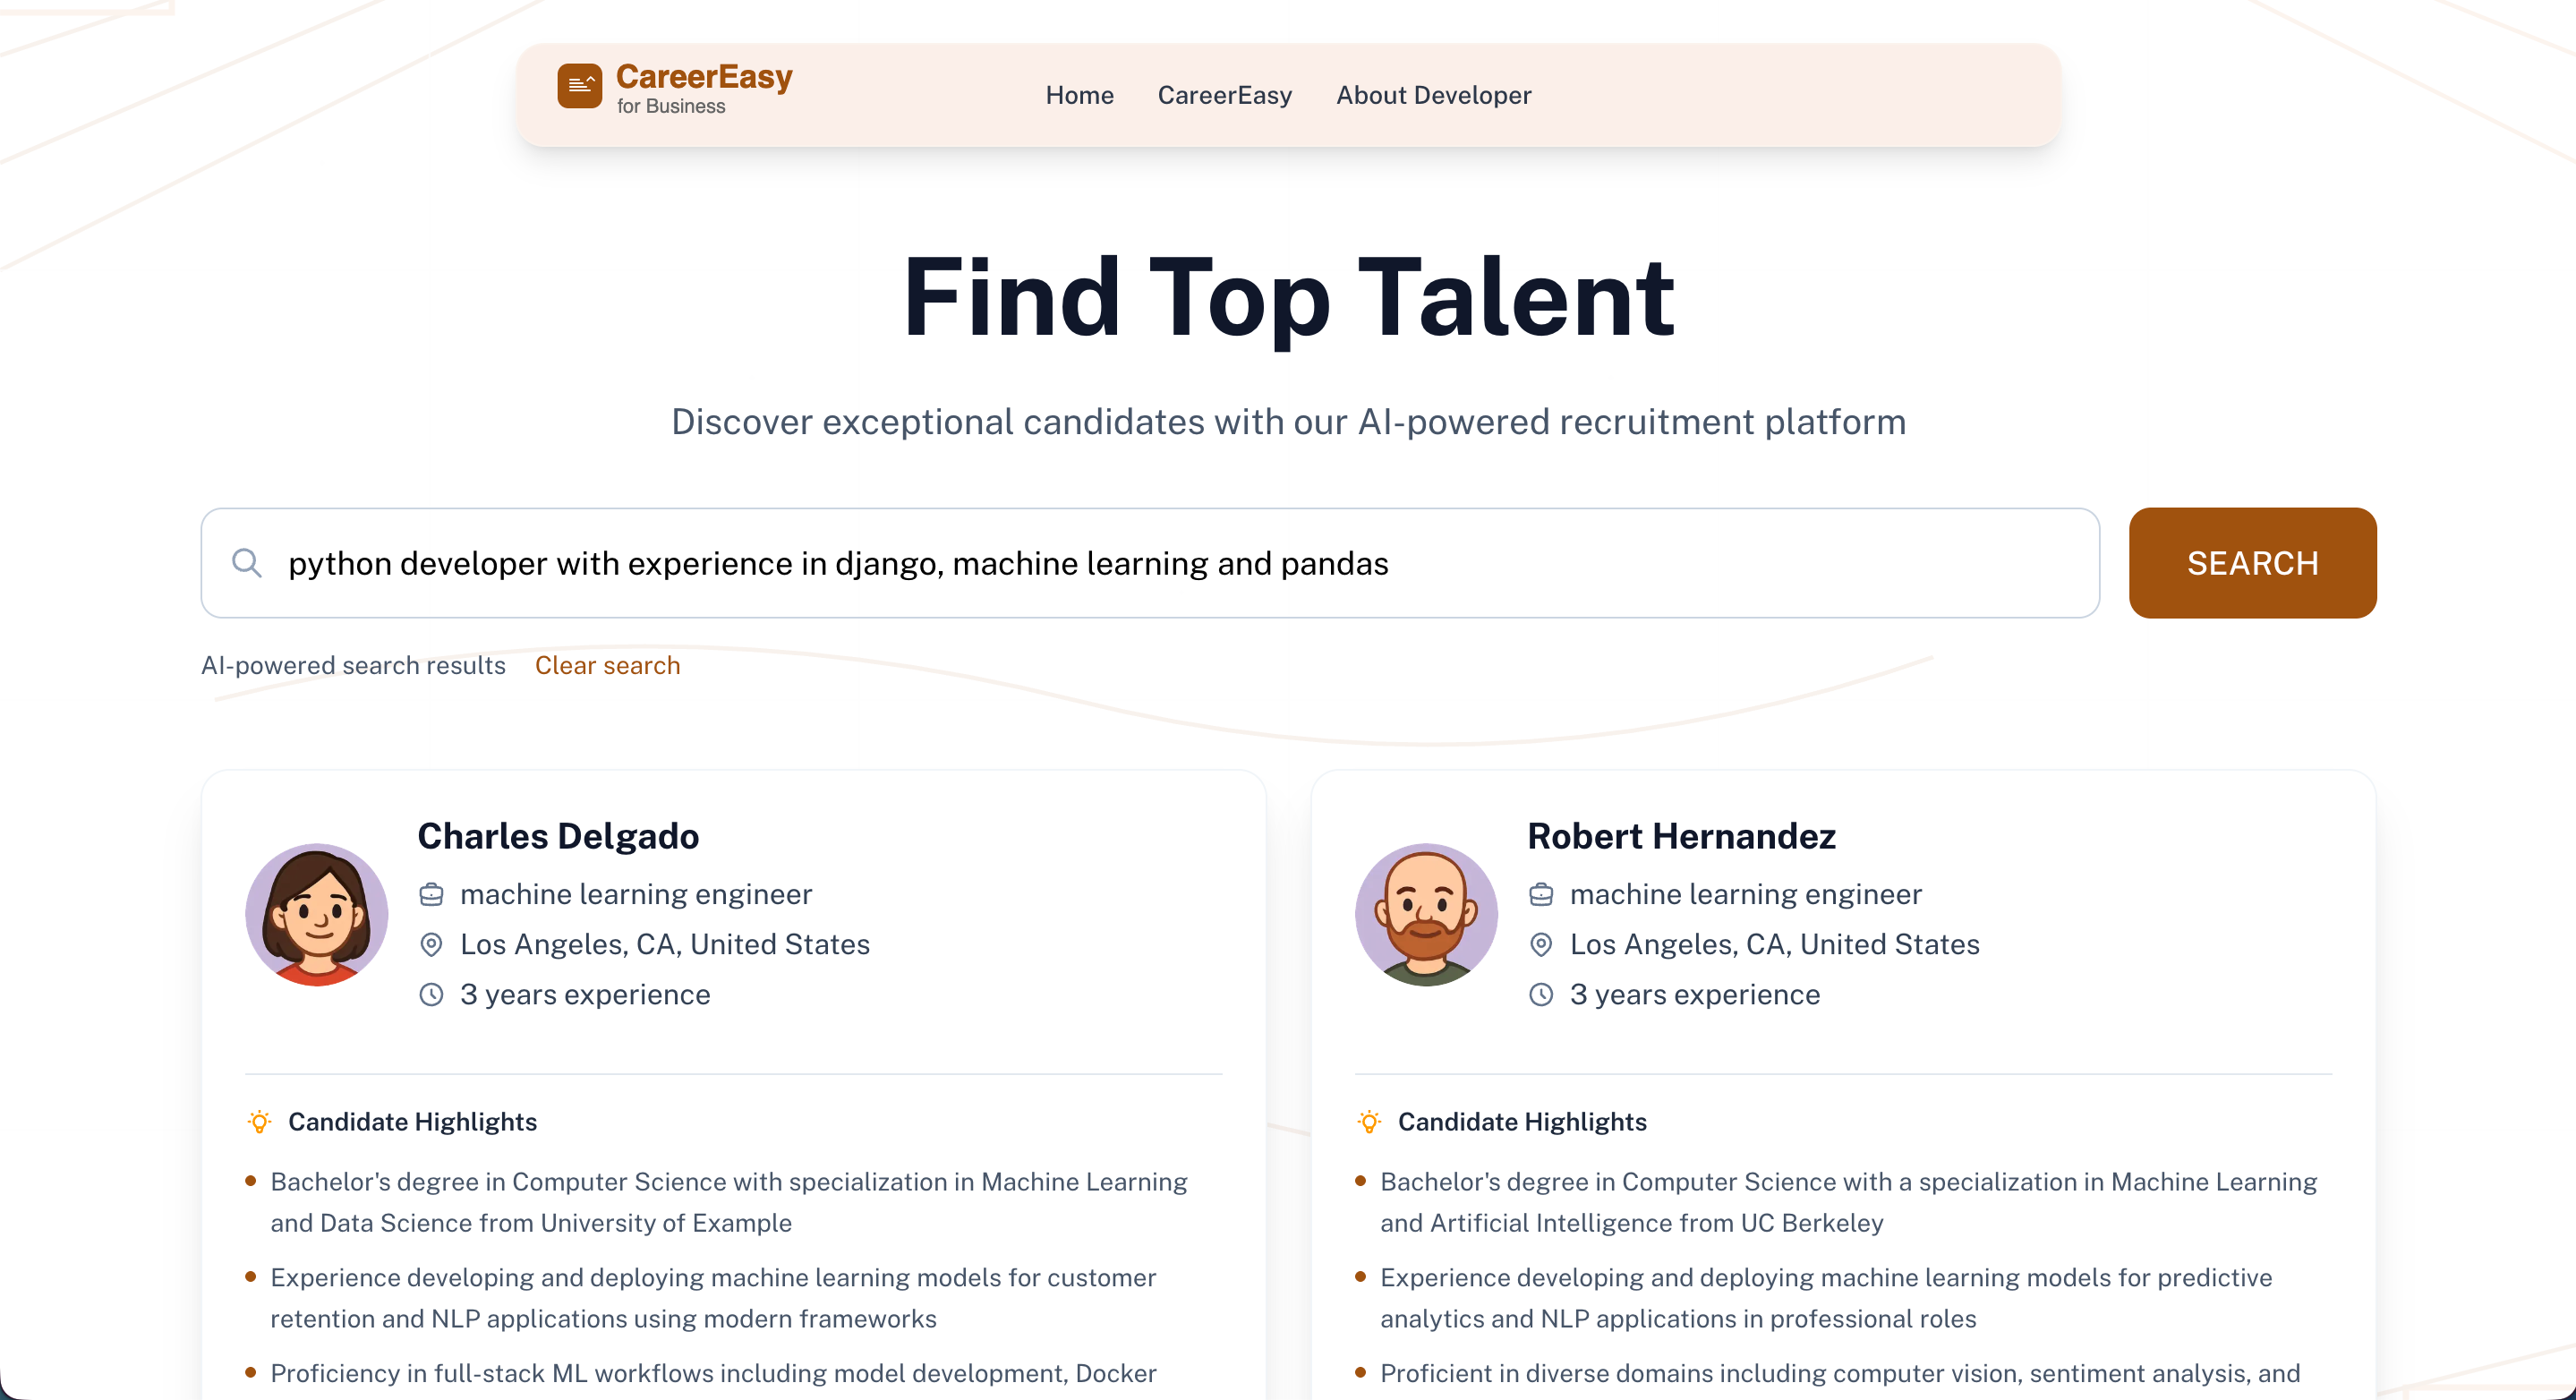 CareerEasy
for Business
Home
CareerEasy
About Developer
Find Top Talent
Discover exceptional candidates with our AI-powered recruitment platform
python developer with experience in django, machine learning and pandas
SEARCH
AI-powered search results
Clear search
Charles Delgado
machine learning engineer
Los Angeles, CA, United States
3 years experience
Candidate Highlights
Bachelor's degree in Computer Science with specialization in Machine Learning
and Data Science from University of Example
Experience developing and deploying machine learning models for customer
retention and NLP applications using modern frameworks
Proficiency in full-stack ML workflows including model development, Docker
Robert Hernandez
machine learning engineer
Los Angeles, CA, United States
3 years experience
Candidate Highlights
Bachelor's degree in Computer Science with a specialization in Machine Learning
and Artificial Intelligence from UC Berkeley
Experience developing and deploying machine learning models for predictive
analytics and NLP applications in professional roles
Proficient in diverse domains including computer vision, sentiment analysis, and